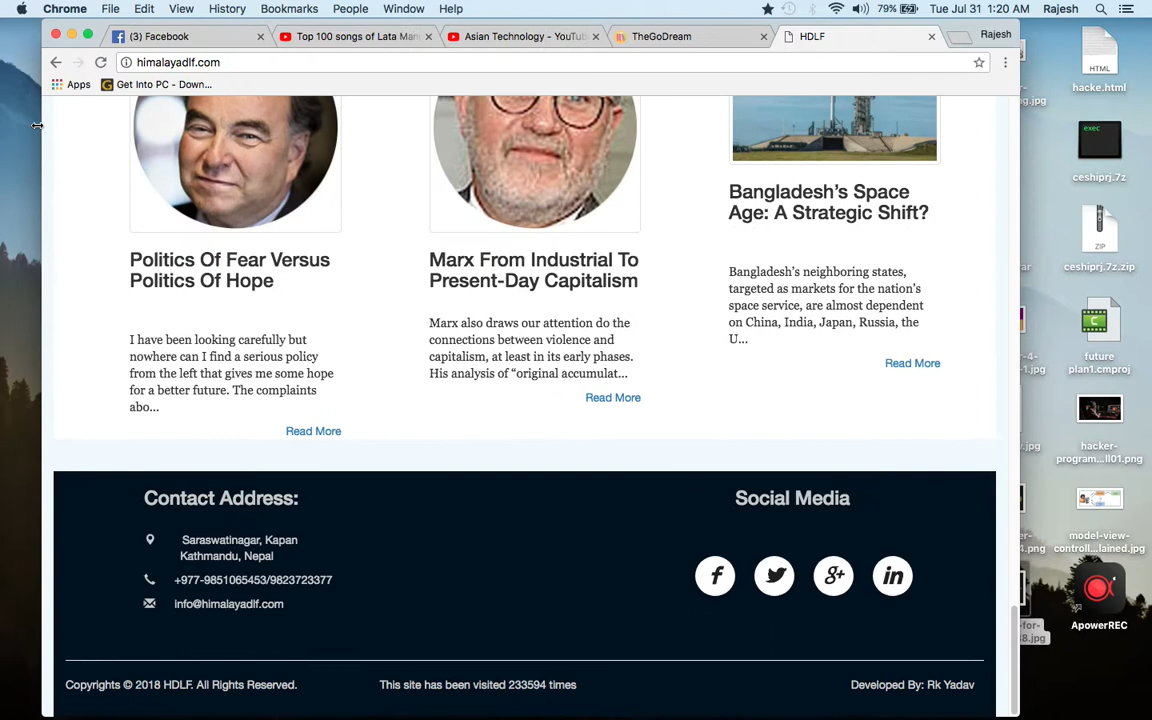 Chrome File Edit View History Bookmarks People Window Help
79% Tue Jul 31 1:20 AM Rajesh
(3) Facebook
Top 100 songs of Lata Man
Asian Technology - YouTub
TheGoDream
HDLF
Rajesh
himalayadlf.com
Apps
Get Into PC - Down...
Politics Of Fear Versus
Politics Of Hope
I have been looking carefully but
nowhere can I find a serious policy
from the left that gives me some hope
for a better future. The complaints
abo...
Read More
Marx From Industrial To
Present-Day Capitalism
Marx also draws our attention do the
connections between violence and
capitalism, at least in its early phases.
His analysis of “original accumulat...
Read More
Bangladesh’s Space
Age: A Strategic Shift?
Bangladesh’s neighboring states,
targeted as markets for the nation’s
space service, are almost dependent
on China, India, Japan, Russia, the
U...
Read More
Contact Address:
Saraswatinagar, Kapan
Kathmandu, Nepal
+977-9851065453/9823723377
info@himalayadlf.com
Social Media
f
g+
in
Copyrights © 2018 HDLF. All Rights Reserved.
This site has been visited 233594 times
Developed By: Rk Yadav
HTML
hacke.html
exec
ceshiprj.7z
ZIP
ceshiprj.7z.zip
C
future
plan1.cmproj
hacker-
program...ll01.png
model-view-
controll...lained.jpg
ApowerREC